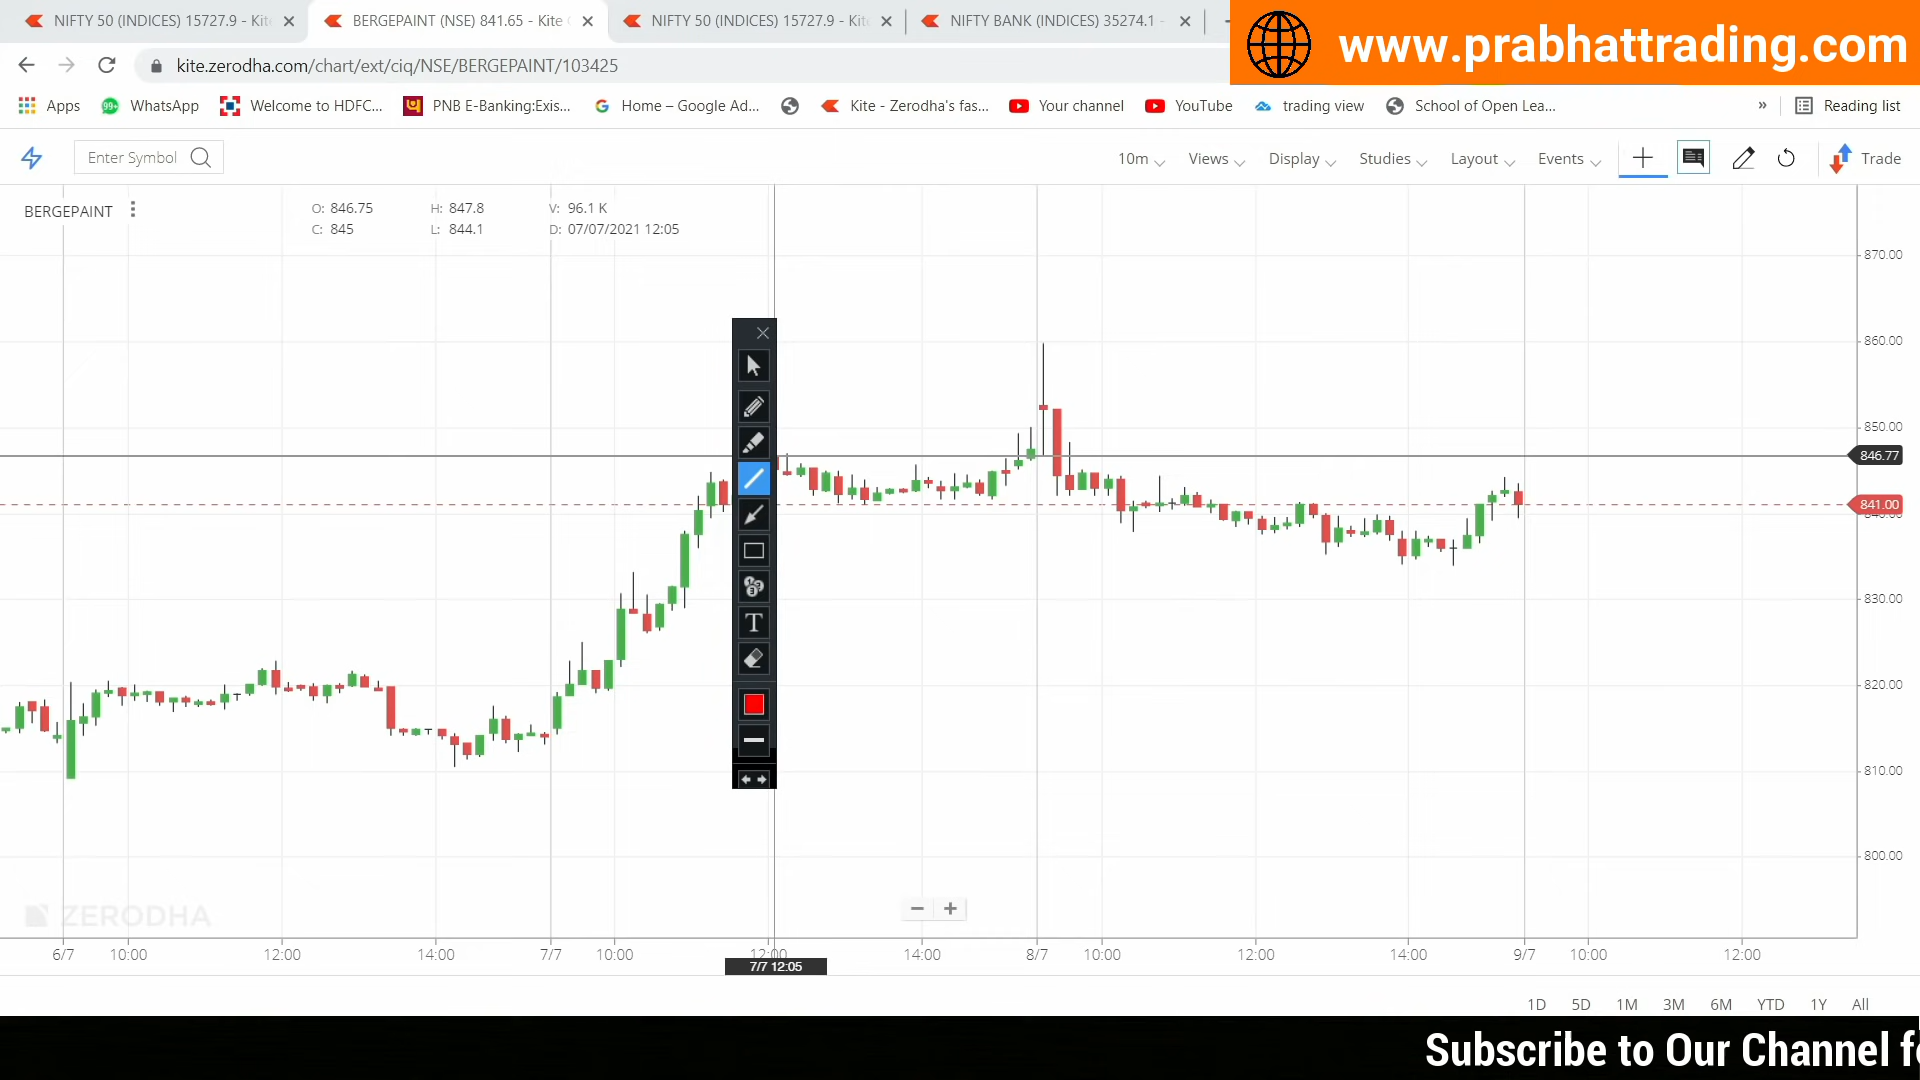 NIFTY 50 (INDICES) 15727.9 - Kit
BERGEPAINT (NSE) 841.65 - Kite
NIFTY 50 (INDICES) 15727.9 - Kit
NIFTY BANK (INDICES) 35274.1 -
www.prabhattrading.com
kite.zerodha.com/chart/ext/ciq/NSE/BERGEPAINT/103425
Apps
99+
WhatsApp
Welcome to HDFC...
PNB E-Banking:Exis...
Home – Google Ad...
Kite - Zerodha's fas...
Your channel
YouTube
trading view
School of Open Lea...
»
Reading list
Enter Symbol
10m
Views
Display
Studies
Layout
Events
Trade
BERGEPAINT
O: 846.75 H: 847.8 V: 96.1 K
C: 845 L: 844.1 D: 07/07/2021 12:05
870.00
860.00
850.00
846.77
841.00
830.00
820.00
810.00
800.00
T
ZERODHA
6/7 10:00 12:00 14:00 7/7 10:00 12:00 14:00 8/7 10:00 12:00 14:00 9/7 10:00 12:00
7/7 12:05
1D 5D 1M 3M 6M YTD 1Y All
Subscribe to Our Channel f